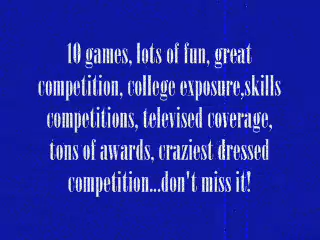 10 games, lots of fun, great
competition, college exposure,skills
competitions, televised coverage,
tons of awards, craziest dressed
competition...don't miss it!